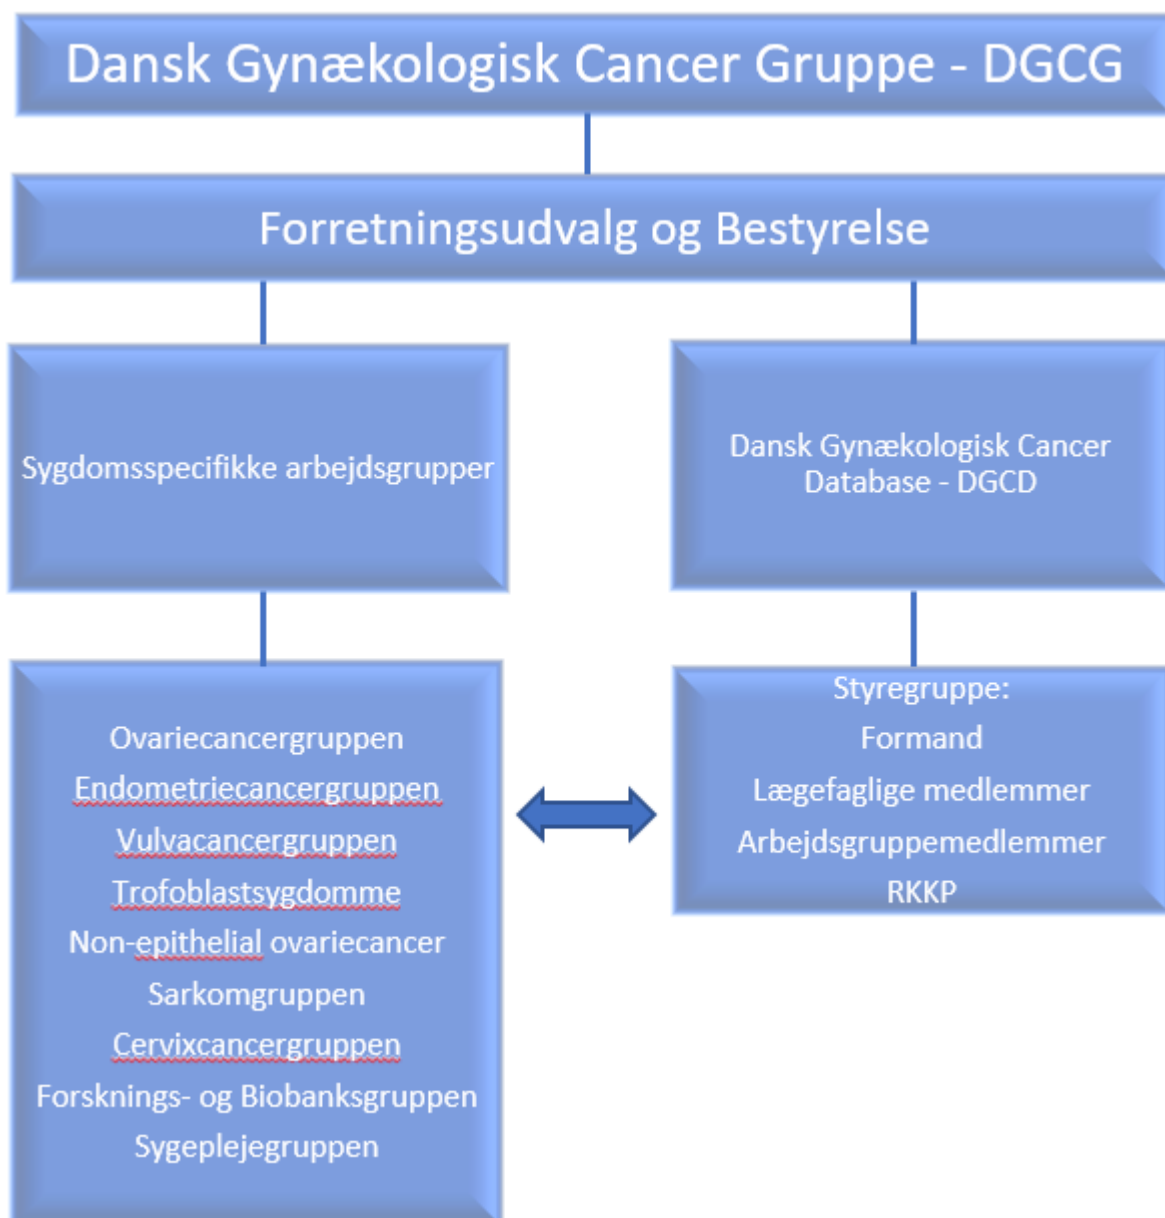 Dansk Gynækologisk Cancer Gruppe - DGCG
Forretningsudvalg og Bestyrelse
Sygdomsspecifikke arbejdsgrupper
Dansk Gynækologisk Cancer
Database - DGCD
Ovariecancergruppen
Endometriecancergruppen
Vulvacancergruppen
Trofoblastsygdomme
Non-epithelial ovariecancer
Sarkomgruppen
Cervixcancergruppen
Forsknings- og Biobanksgruppen
Sygeplejegruppen
Styregruppe:
Formand
Lægefaglige medlemmer
Arbejdsgruppemedlemmer
RKKP